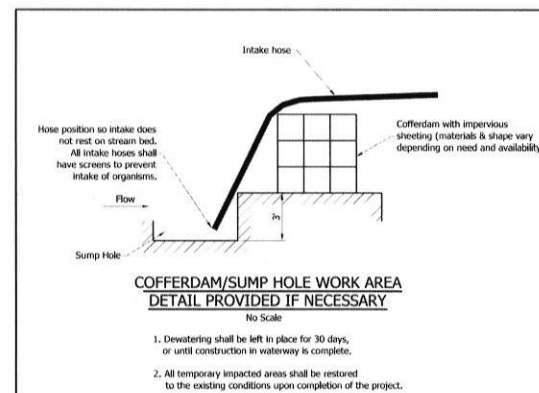 Intake hose
Hose position so intake does
not rest on stream bed.
All intake hoses shall
have screens to prevent
intake of organisms.
Cofferdam with impervious
sheeting (materials & shape vary
depending on need and availability
Flow
Sump Hole
COFFERDAM/SUMP HOLE WORK AREA
DETAIL PROVIDED IF NECESSARY
No Scale
1. Dewatering shall be left in place for 30 days,
or until construction in waterway is complete.
2. All temporary impacted areas shall be restored
to the existing conditions upon completion of the project.